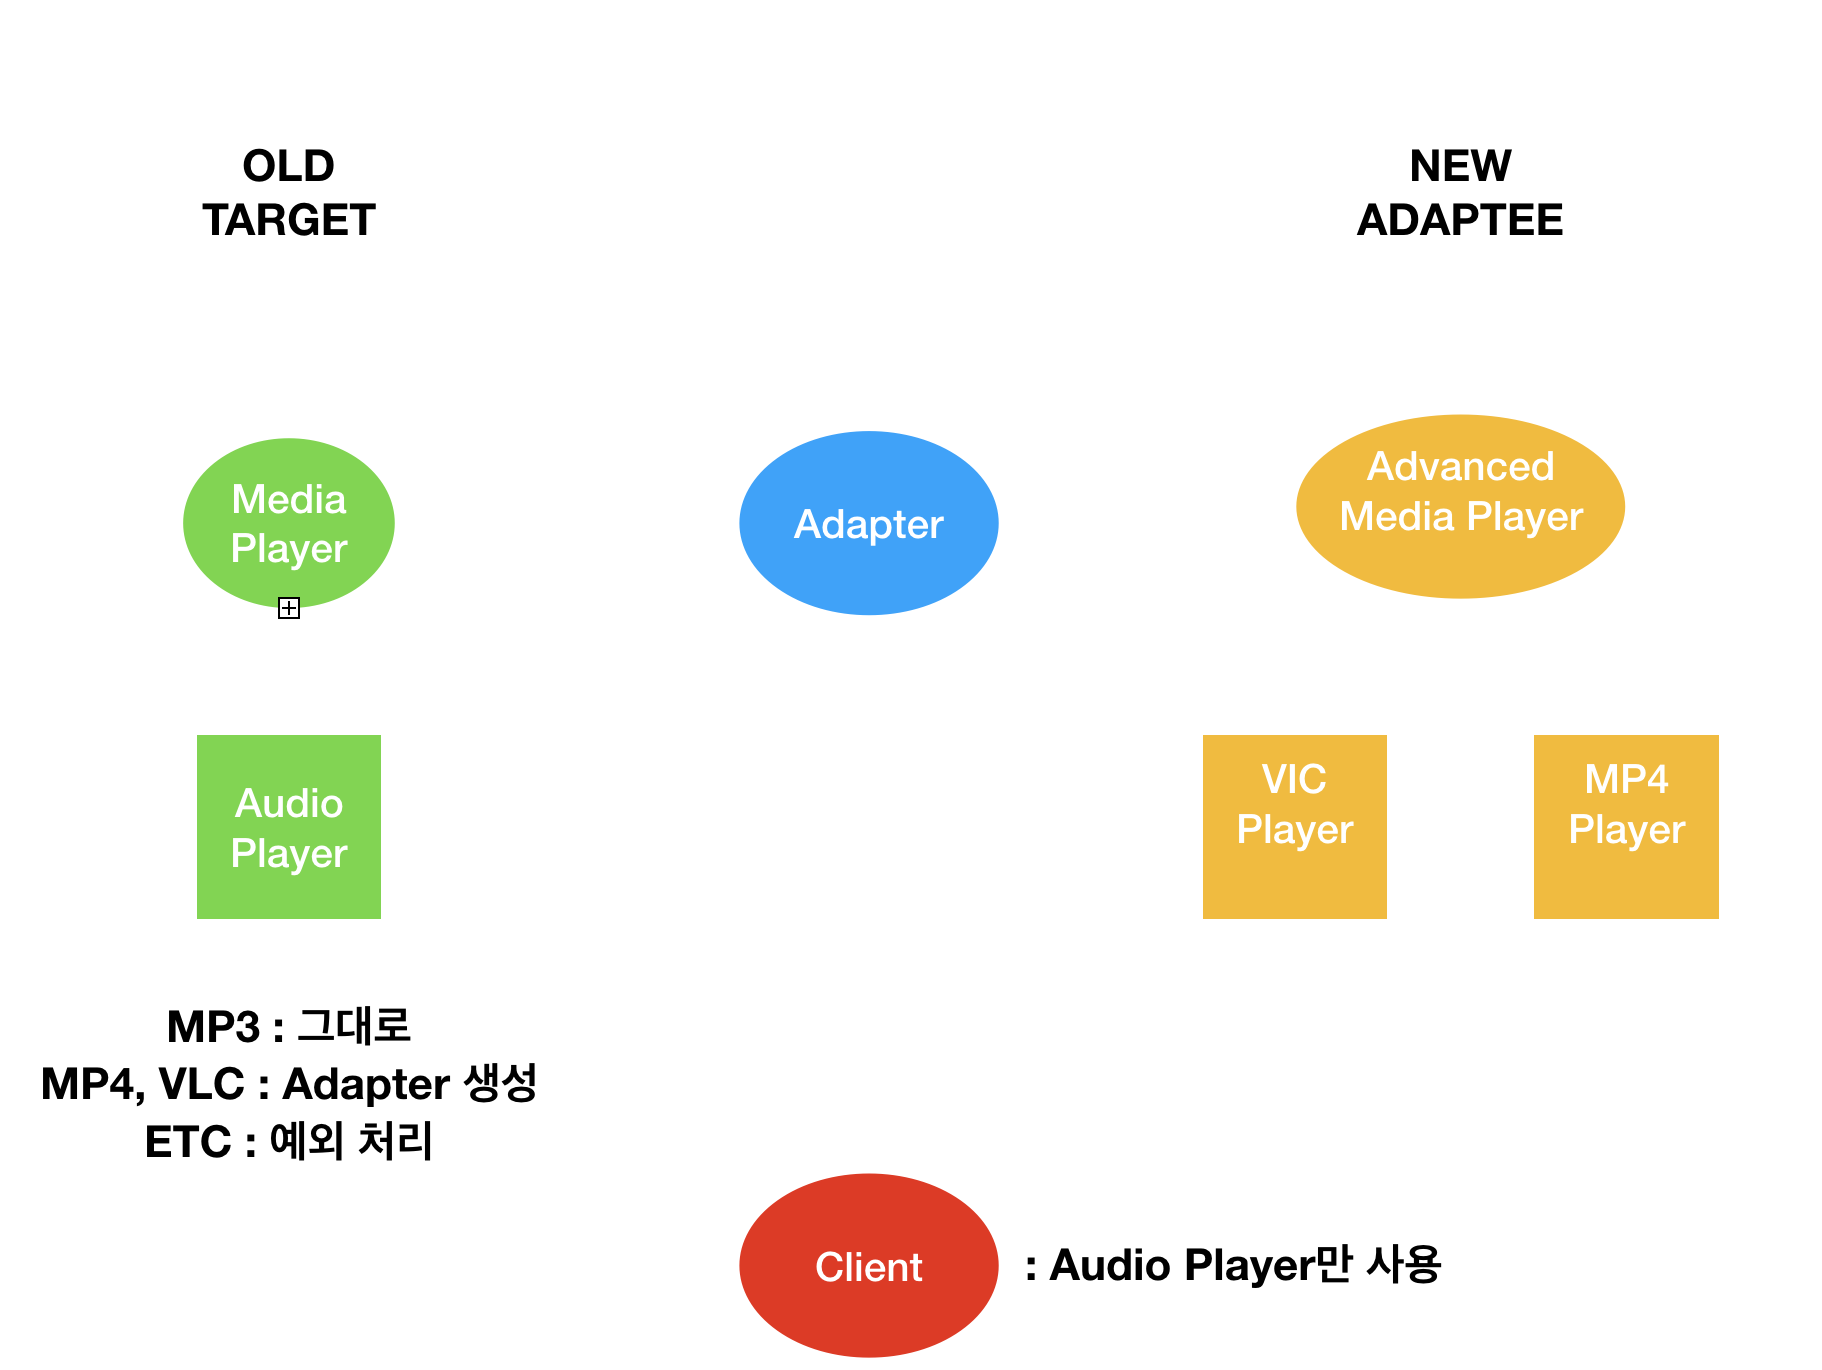 OLD
TARGET
NEW
ADAPTEE
Media
Player
Adapter
Advanced
Media Player
Audio
Player
VIC
Player
MP4
Player
MP3 : 그대로
MP4, VLC : Adapter 생성
ETC : 예외 처리
Client
: Audio Player만 사용